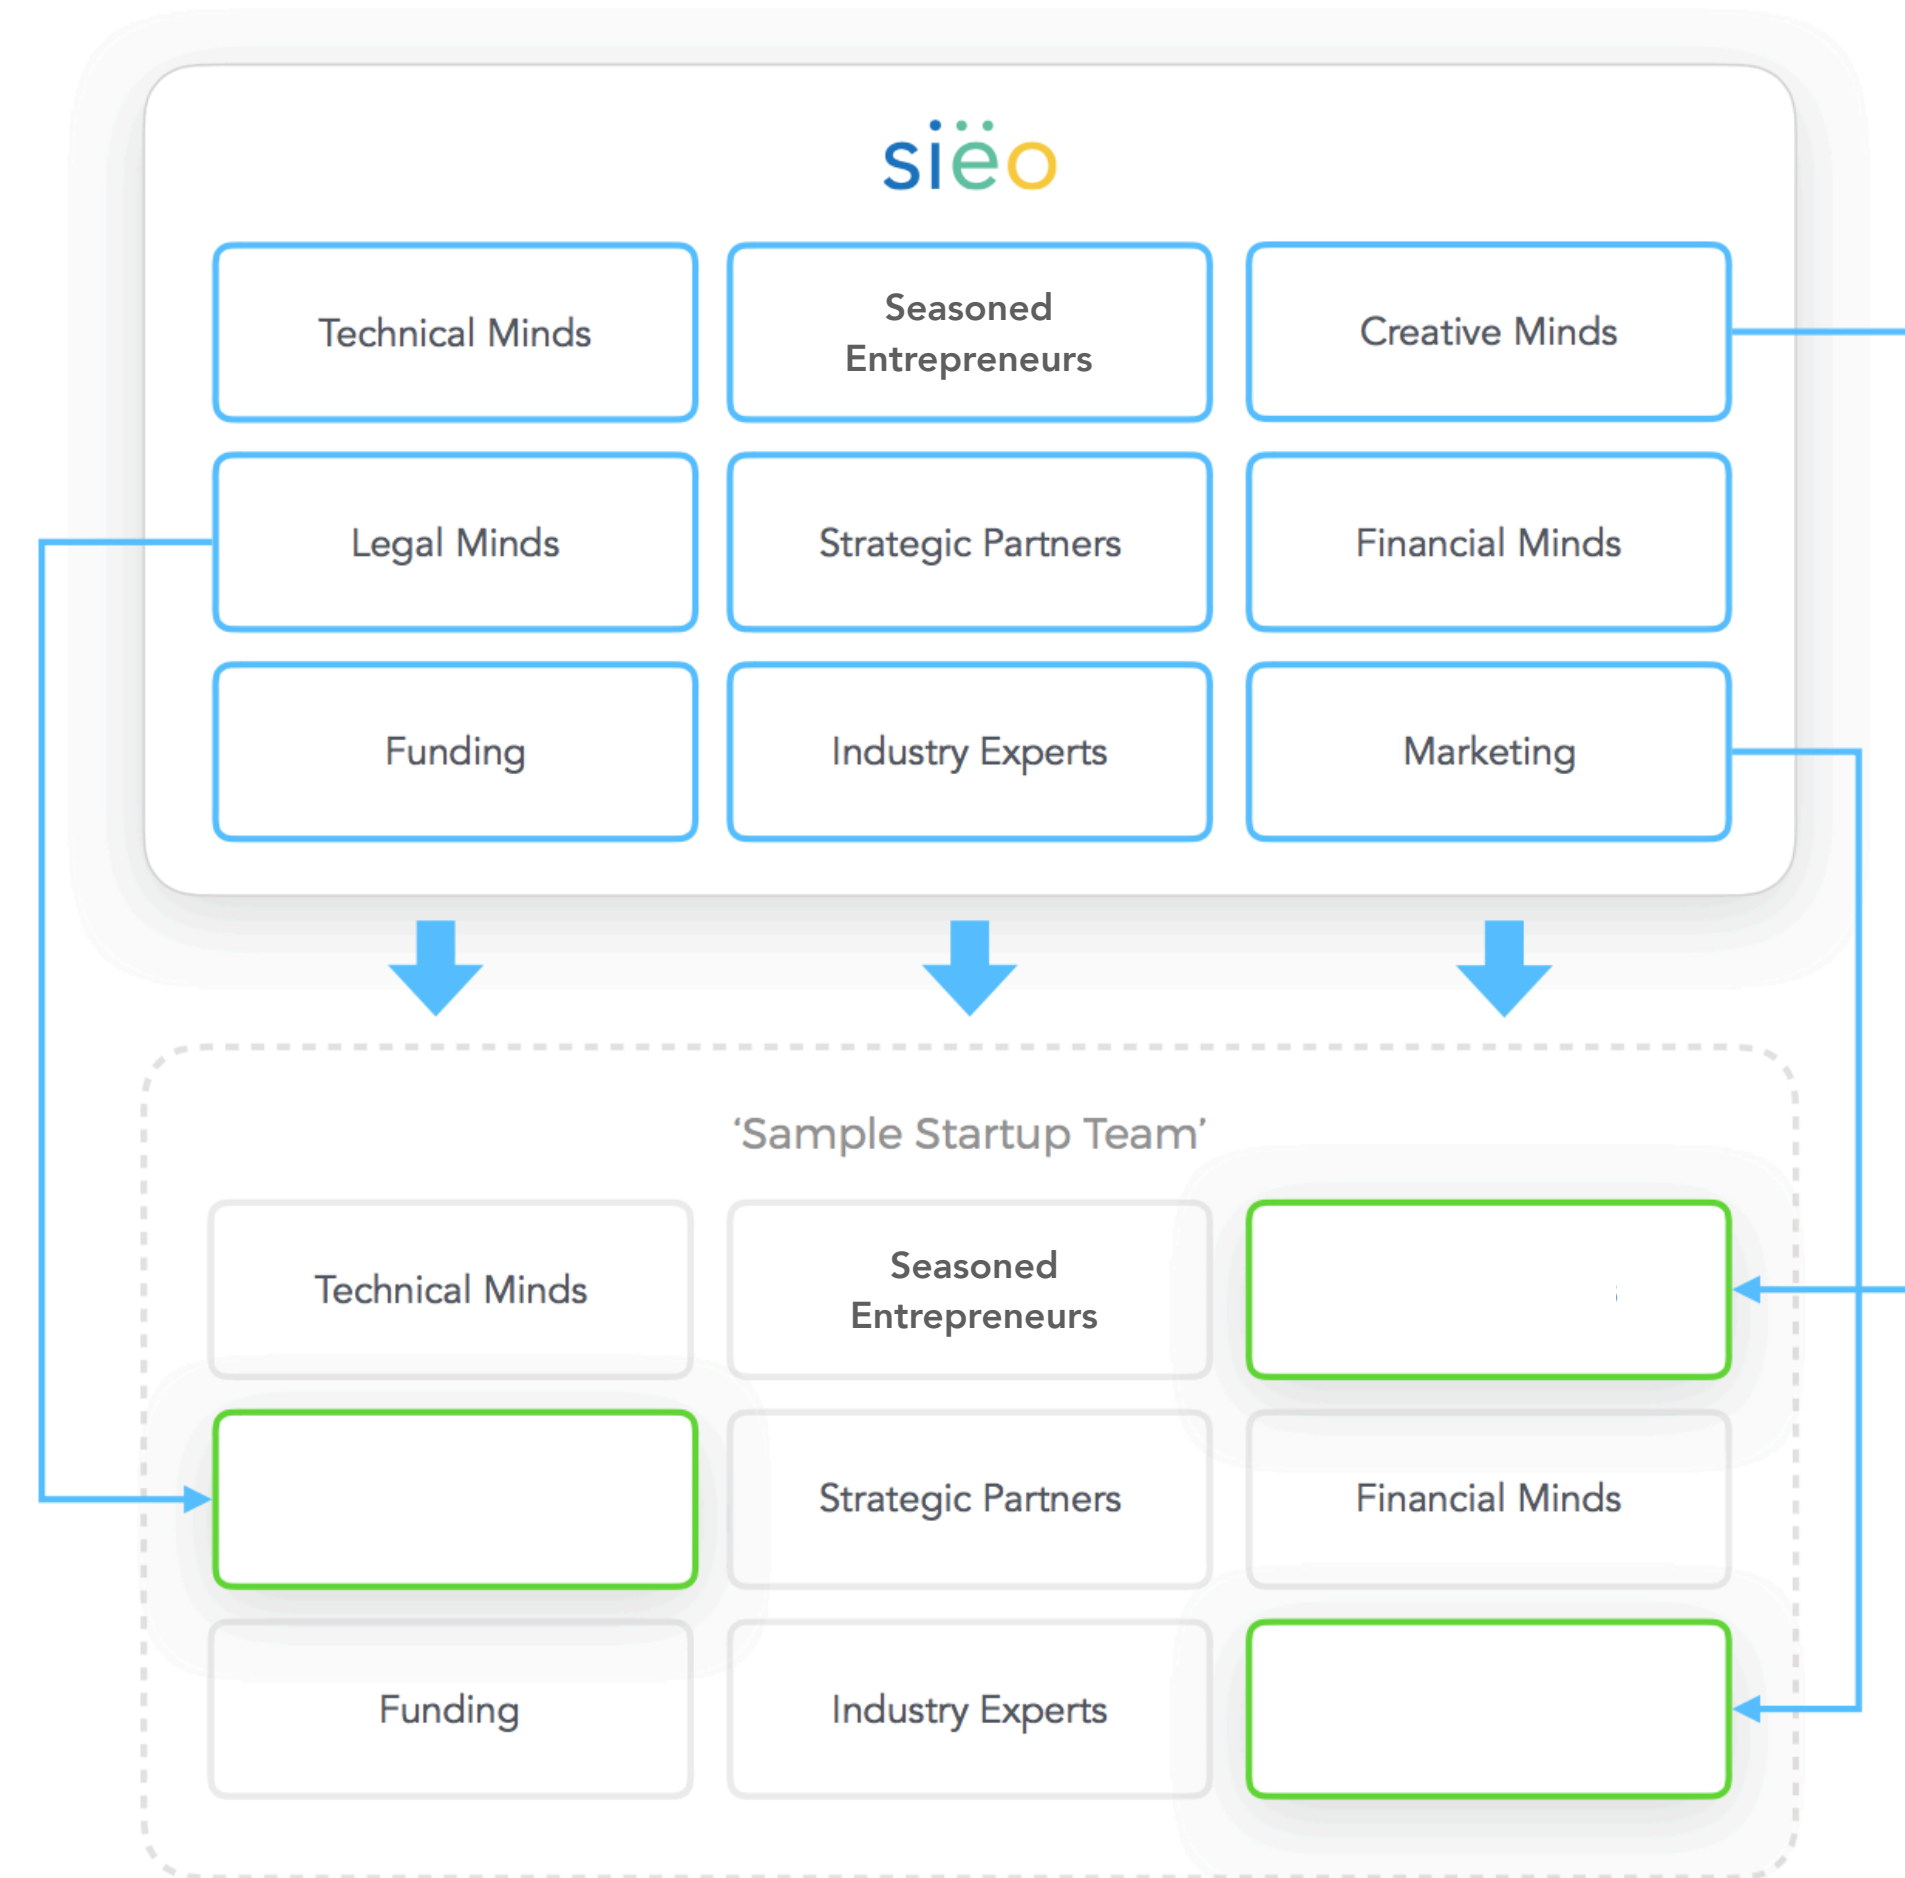 siëo
Technical Minds
Seasoned
Entrepreneurs
Creative Minds
Legal Minds
Strategic Partners
Financial Minds
Funding
Industry Experts
Marketing
‘Sample Startup Team’
Technical Minds
Seasoned
Entrepreneurs
Strategic Partners
Financial Minds
Funding
Industry Experts